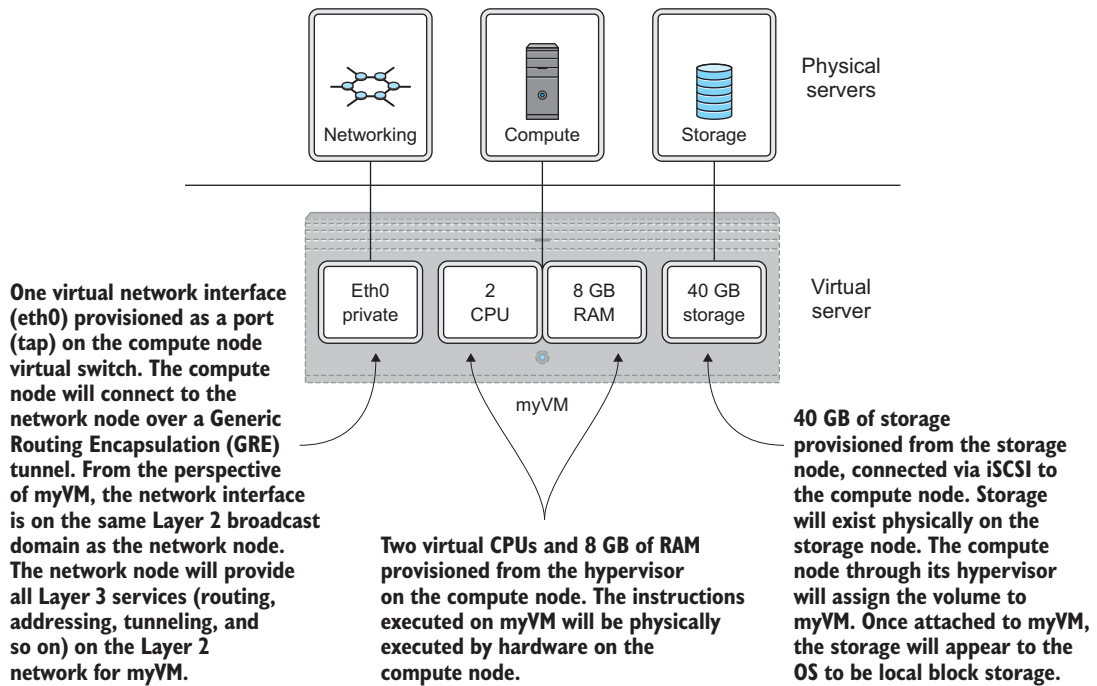 Networking
Compute
Storage
Physical
servers
Eth0
private
2
CPU
8 GB
RAM
40 GB
storage
Virtual
server
myVM
One virtual network interface
(eth0) provisioned as a port
(tap) on the compute node
virtual switch. The compute
node will connect to the
network node over a Generic
Routing Encapsulation (GRE)
tunnel. From the perspective
of myVM, the network interface
is on the same Layer 2 broadcast
domain as the network node.
The network node will provide
all Layer 3 services (routing,
addressing, tunneling, and
so on) on the Layer 2
network for myVM.
Two virtual CPUs and 8 GB of RAM
provisioned from the hypervisor
on the compute node. The instructions
executed on myVM will be physically
executed by hardware on the
compute node.
40 GB of storage
provisioned from the storage
node, connected via iSCSI to
the compute node. Storage
will exist physically on the
storage node. The compute
node through its hypervisor
will assign the volume to
myVM. Once attached to myVM,
the storage will appear to the
OS to be local block storage.